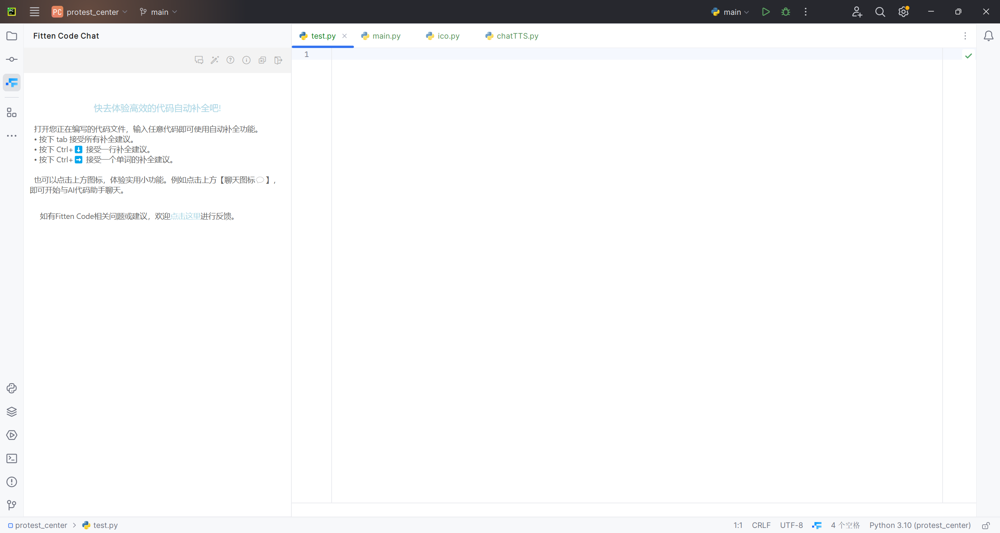 PC protest_center main main
Fitten Code Chat
test.py main.py ico.py chatTTS.py
1
快去体验高效的代码自动补全吧!
打开您正在编写的代码文件，输入任意代码即可使用自动补全功能。
• 按下 tab 接受所有补全建议。
• 按下 Ctrl+⬇️ 接受一行补全建议。
• 按下 Ctrl+➡️ 接受一个单词的补全建议。
也可以点击上方图标，体验实用小功能。例如点击上方【聊天图标💬】,
即可开始与AI代码助手聊天。
如有Fitten Code相关问题或建议，欢迎点击这里进行反馈。
protest_center > test.py 1:1 CRLF UTF-8 4 个空格 Python 3.10 (protest_center)